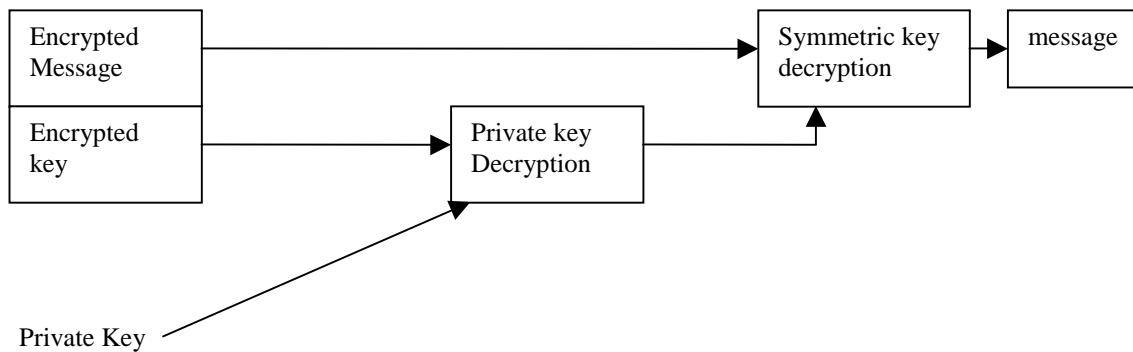 Encrypted
Message
Symmetric key
decryption
message
Encrypted
key
Private key
Decryption
Private Key